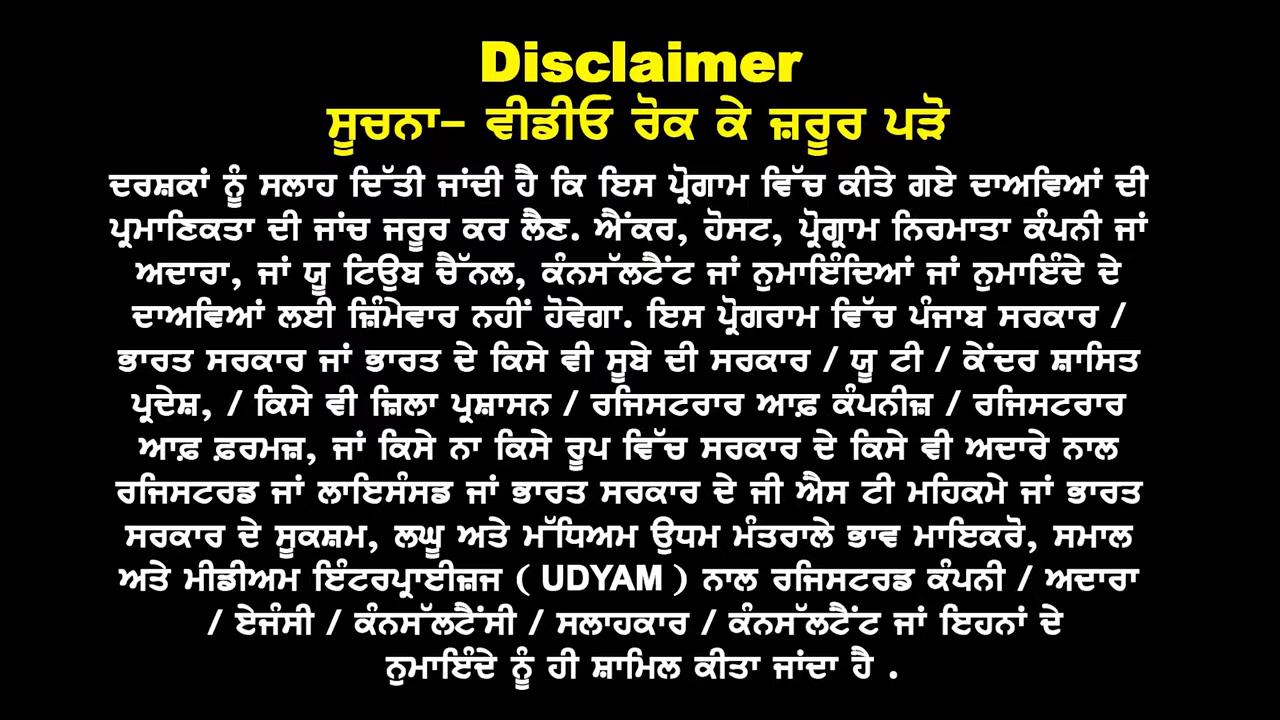 Disclaimer
ਸੂਚਨਾ- ਵੀਡੀਓ ਰੋਕ ਕੇ ਜ਼ਰੂਰ ਪੜੋ
ਦਰਸ਼ਕਾਂ ਨੂੰ ਸਲਾਹ ਦਿੱਤੀ ਜਾਂਦੀ ਹੈ ਕਿ ਇਸ ਪ੍ਰੋਗਾਮ ਵਿੱਚ ਕੀਤੇ ਗਏ ਦਾਅਵਿਆਂ ਦੀ
ਪ੍ਰਮਾਣਿਕਤਾ ਦੀ ਜਾਂਚ ਜਰੂਰ ਕਰ ਲੈਣ. ਐਂਕਰ, ਹੋਸਟ, ਪ੍ਰੋਗ੍ਰਾਮ ਨਿਰਮਾਤਾ ਕੰਪਨੀ ਜਾਂ
ਅਦਾਰਾ, ਜਾਂ ਯੂ ਟਿਉਬ ਚੈੱਨਲ, ਕੰਨਸੱਲਟੈਂਟ ਜਾਂ ਨੁਮਾਇੰਦਿਆਂ ਜਾਂ ਨੁਮਾਇੰਦੇ ਦੇ
ਦਾਅਵਿਆਂ ਲਈ ਜ਼ਿੰਮੇਵਾਰ ਨਹੀਂ ਹੋਵੇਗਾ. ਇਸ ਪ੍ਰੋਗਰਾਮ ਵਿੱਚ ਪੰਜਾਬ ਸਰਕਾਰ /
ਭਾਰਤ ਸਰਕਾਰ ਜਾਂ ਭਾਰਤ ਦੇ ਕਿਸੇ ਵੀ ਸੂਬੇ ਦੀ ਸਰਕਾਰ / ਯੂ ਟੀ / ਕੇਂਦਰ ਸ਼ਾਸਿਤ
ਪ੍ਰਦੇਸ਼, / ਕਿਸੇ ਵੀ ਜ਼ਿਲਾ ਪ੍ਰਸ਼ਾਸਨ / ਰਜਿਸਟਰਾਰ ਆਫ਼ ਕੰਪਨੀਜ਼ / ਰਜਿਸਟਰਾਰ
ਆਫ਼ ਫ਼ਰਮਜ਼, ਜਾਂ ਕਿਸੇ ਨਾ ਕਿਸੇ ਰੂਪ ਵਿੱਚ ਸਰਕਾਰ ਦੇ ਕਿਸੇ ਵੀ ਅਦਾਰੇ ਨਾਲ
ਰਜਿਸਟਰਡ ਜਾਂ ਲਾਇਸੰਸਡ ਜਾਂ ਭਾਰਤ ਸਰਕਾਰ ਦੇ ਜੀ ਐਸ ਟੀ ਮਹਿਕਮੇ ਜਾਂ ਭਾਰਤ
ਸਰਕਾਰ ਦੇ ਸੂਕਸ਼ਮ, ਲਘੂ ਅਤੇ ਮੱਧਿਅਮ ਉਧਮ ਮੰਤਰਾਲੇ ਭਾਵ ਮਾਇਕਰੋ, ਸਮਾਲ
ਅਤੇ ਮੀਡੀਅਮ ਇੰਟਰਪ੍ਰਾਈਜ਼ਜ ( UDYAM ) ਨਾਲ ਰਜਿਸਟਰਡ ਕੰਪਨੀ / ਅਦਾਰਾ
/ ਏਜੰਸੀ / ਕੰਨਸੱਲਟੈਂਸੀ / ਸਲਾਹਕਾਰ / ਕੰਨਸੱਲਟੈਂਟ ਜਾਂ ਇਹਨਾਂ ਦੇ
ਨੁਮਾਇੰਦੇ ਨੂੰ ਹੀ ਸ਼ਾਮਿਲ ਕੀਤਾ ਜਾਂਦਾ ਹੈ .